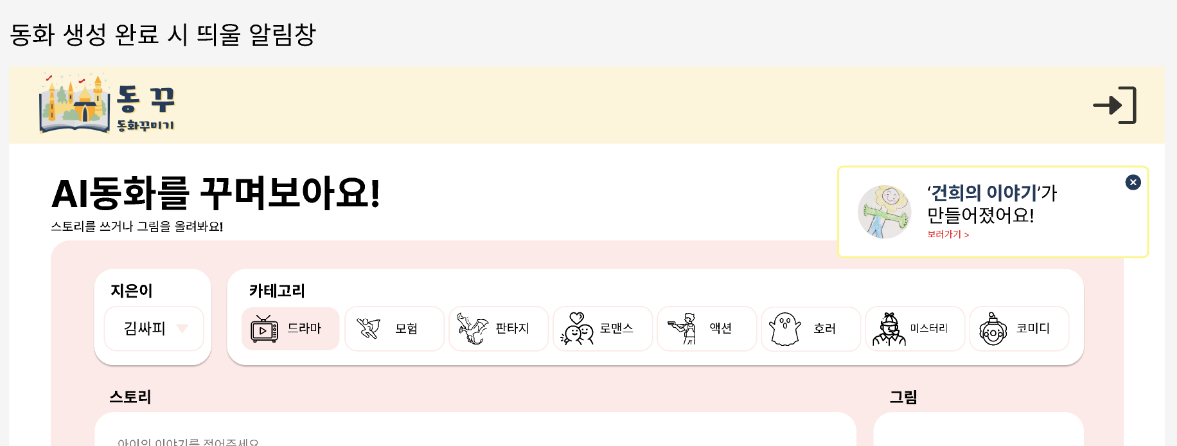 동화 생성 완료 시 띄울 알림창
동 꾸
동화꾸미기
AI동화를 꾸며보아요!
스토리를 쓰거나 그림을 올려봐요!
‘건희의 이야기’가
만들어졌어요!
보러가기 >
지은이
김싸피
카테고리
드라마
모험
판타지
로맨스
액션
호러
미스터리
코미디
스토리
그림
아이의 이야기를 적어주세요